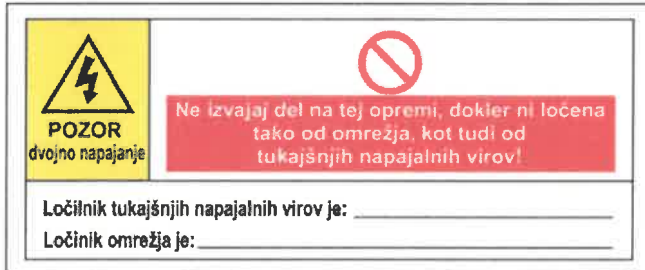 POZOR
dvojno napajanje
Ne izvajaj del na tej opremi, dokler ni ločena
tako od omrežja, kot tudi od
tukajšnjih napajalnih virov!
Ločilnik tukajšnjih napajalnih virov je:
Ločinik omrežja je: